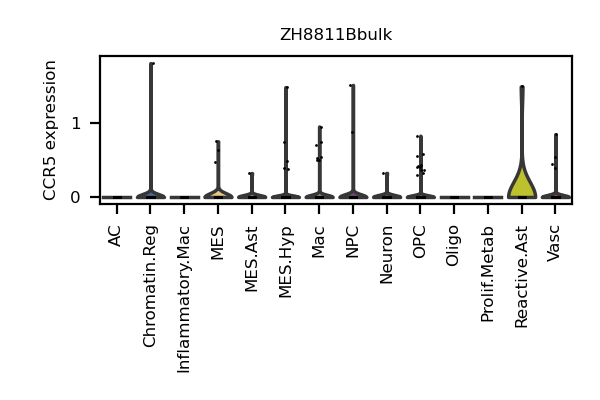 ZH8811Bbulk
CCR5 expression
1
0
AC
Chromatin.Reg
Inflammatory.Mac
MES
MES.Ast
MES.Hyp
Mac
NPC
Neuron
OPC
Oligo
Prolif.Metab
Reactive.Ast
Vasc